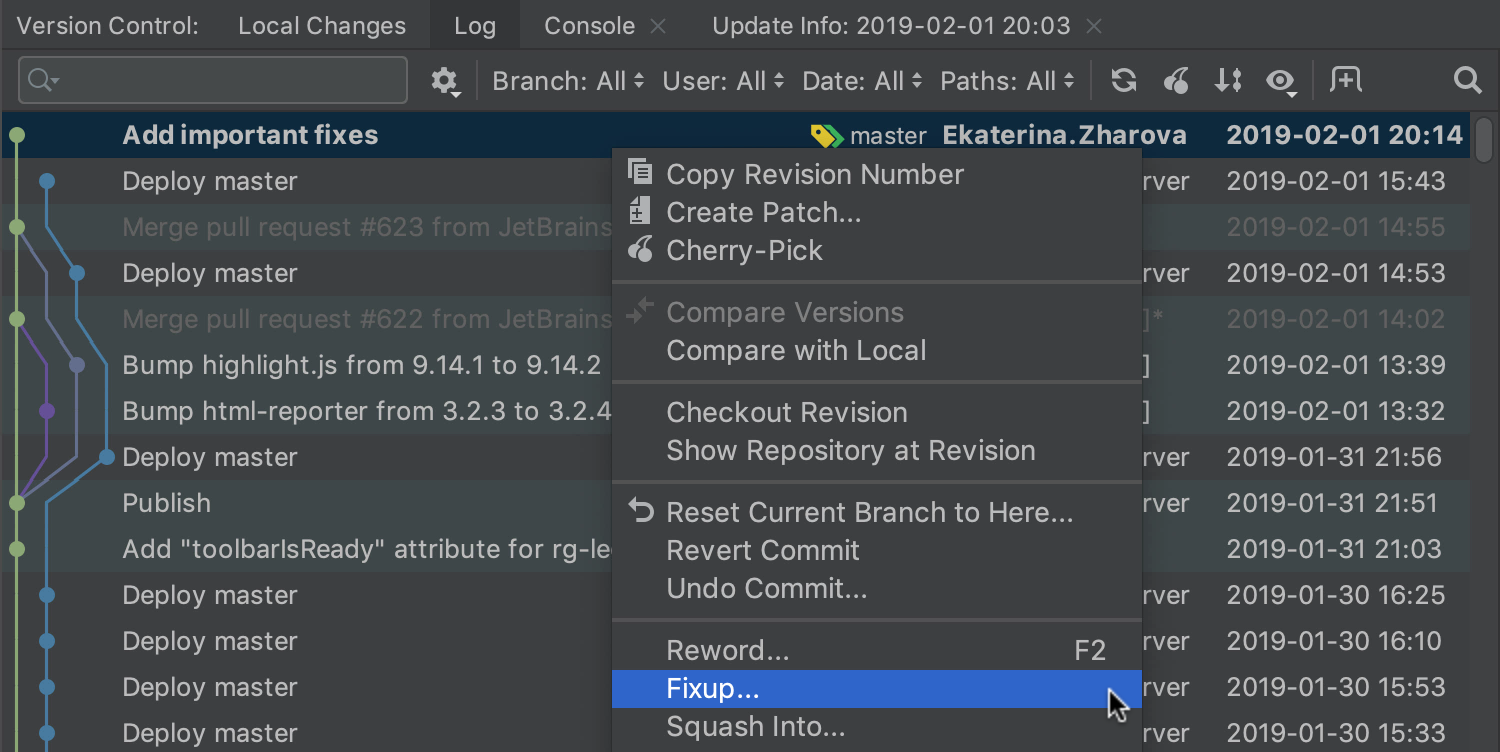 Version Control: Local Changes Log Console Update Info: 2019-02-01 20:03
Branch: All User: All Date: All Paths: All
Add important fixes master Ekaterina.Zharova 2019-02-01 20:14
Deploy master rver 2019-02-01 15:43
Merge pull request #623 from JetBrains 2019-02-01 14:55
Deploy master rver 2019-02-01 14:53
Merge pull request #622 from JetBrains ]* 2019-02-01 14:02
Bump highlight.js from 9.14.1 to 9.14.2 ] 2019-02-01 13:39
Bump html-reporter from 3.2.3 to 3.2.4 ] 2019-02-01 13:32
Deploy master rver 2019-01-31 21:56
Publish rver 2019-01-31 21:51
Add "toolbarIsReady" attribute for rg-le 2019-01-31 21:03
Deploy master rver 2019-01-30 16:25
Deploy master rver 2019-01-30 16:10
Deploy master rver 2019-01-30 15:53
Deploy master rver 2019-01-30 15:33
Copy Revision Number
Create Patch...
Cherry-Pick
Compare Versions
Compare with Local
Checkout Revision
Show Repository at Revision
Reset Current Branch to Here...
Revert Commit
Undo Commit...
Reword... F2
Fixup...
Squash Into...